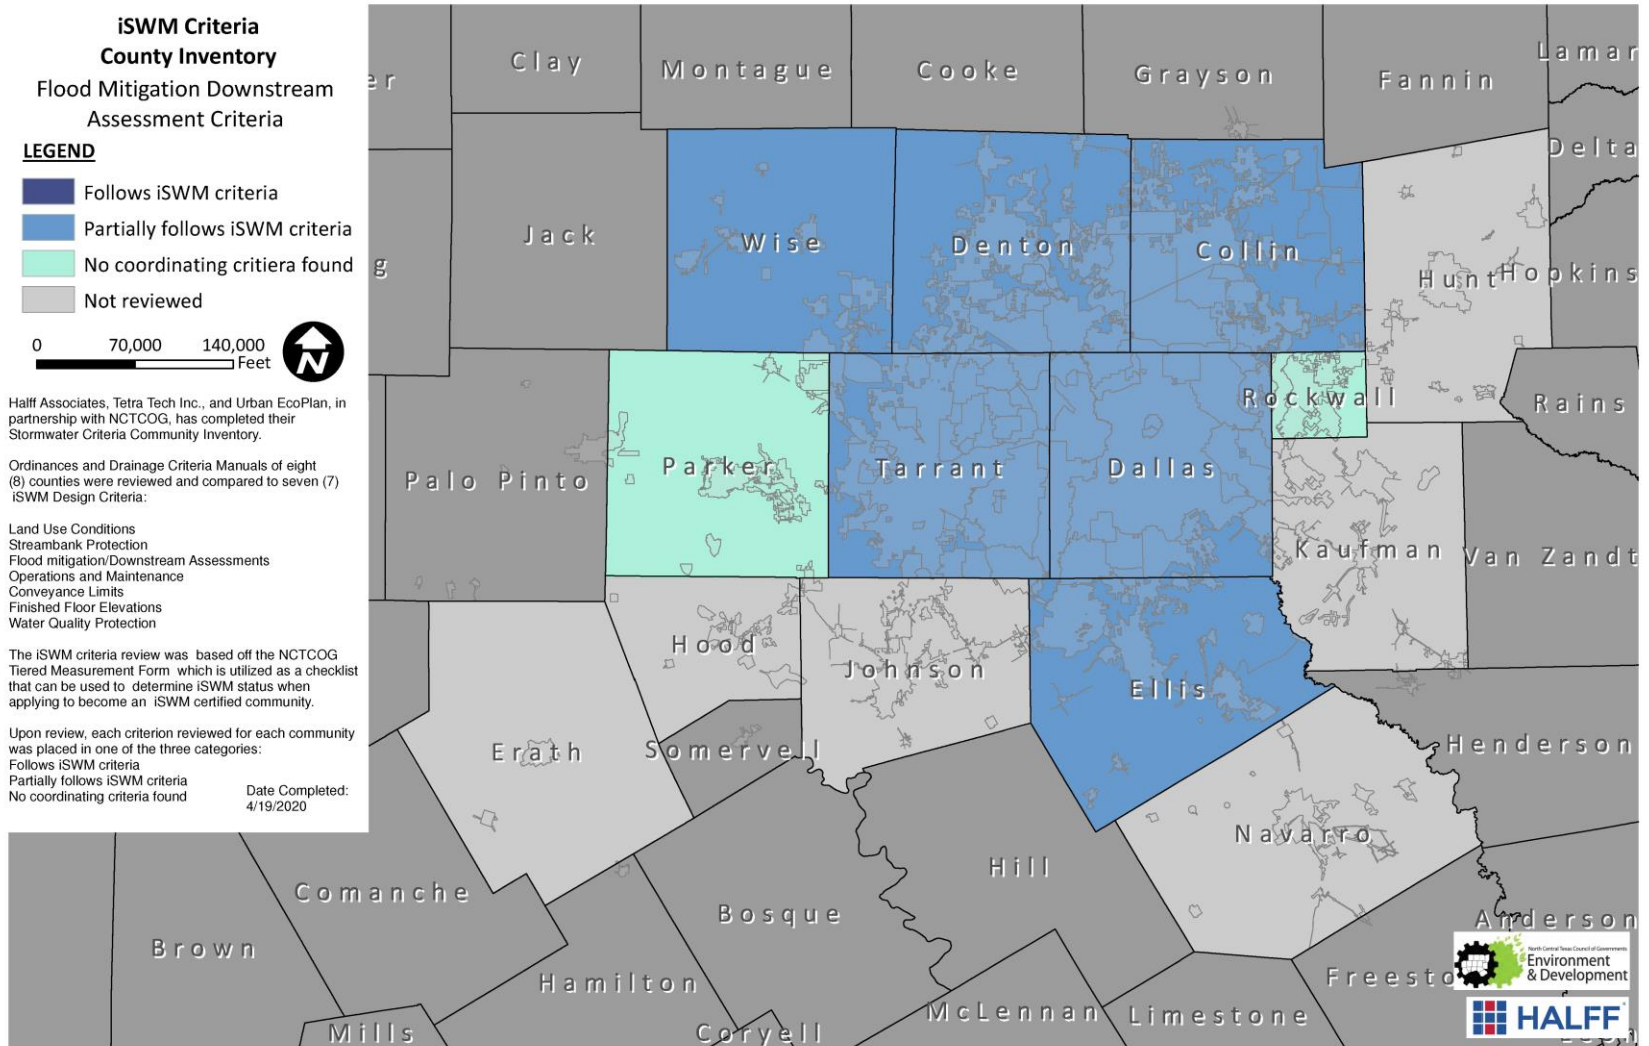 iSWM Criteria
County Inventory
Flood Mitigation Downstream
Assessment Criteria
LEGEND
Follows iSWM criteria
Partially follows iSWM criteria
No coordinating critiera found
Not reviewed
0 70,000 140,000
Feet
N
Halff Associates, Tetra Tech Inc., and Urban EcoPlan, in
partnership with NCTCOG, has completed their
Stormwater Criteria Community Inventory.
Ordinances and Drainage Criteria Manuals of eight
(8) counties were reviewed and compared to seven (7)
iSWM Design Criteria:
Land Use Conditions
Streambank Protection
Flood mitigation/Downstream Assessments
Operations and Maintenance
Conveyance Limits
Finished Floor Elevations
Water Quality Protection
The iSWM criteria review was based off the NCTCOG
Tiered Measurement Form which is utilized as a checklist
that can be used to determine iSWM status when
applying to become an iSWM certified community.
Upon review, each criterion reviewed for each community
was placed in one of the three categories:
Follows iSWM criteria
Partially follows iSWM criteria
No coordinating criteria found
Date Completed:
4/19/2020
er
Clay
Montague
Cooke
Grayson
Fannin
Lamar
Delta
g
Jack
Wise
Denton
Collin
Hunt
Hopkins
Palo Pinto
Parker
Tarrant
Dallas
Rockwall
Rains
Kaufman
Van Zandt
Hood
Johnson
Ellis
Erath
Somervell
Henderson
Navarro
Comanche
Hill
Bosque
Brown
Anderson
Hamilton
Freesto
McLennan
Limestone
Mills
Coryell
North Central Texas Council of Governments
Environment
& Development
HALFF